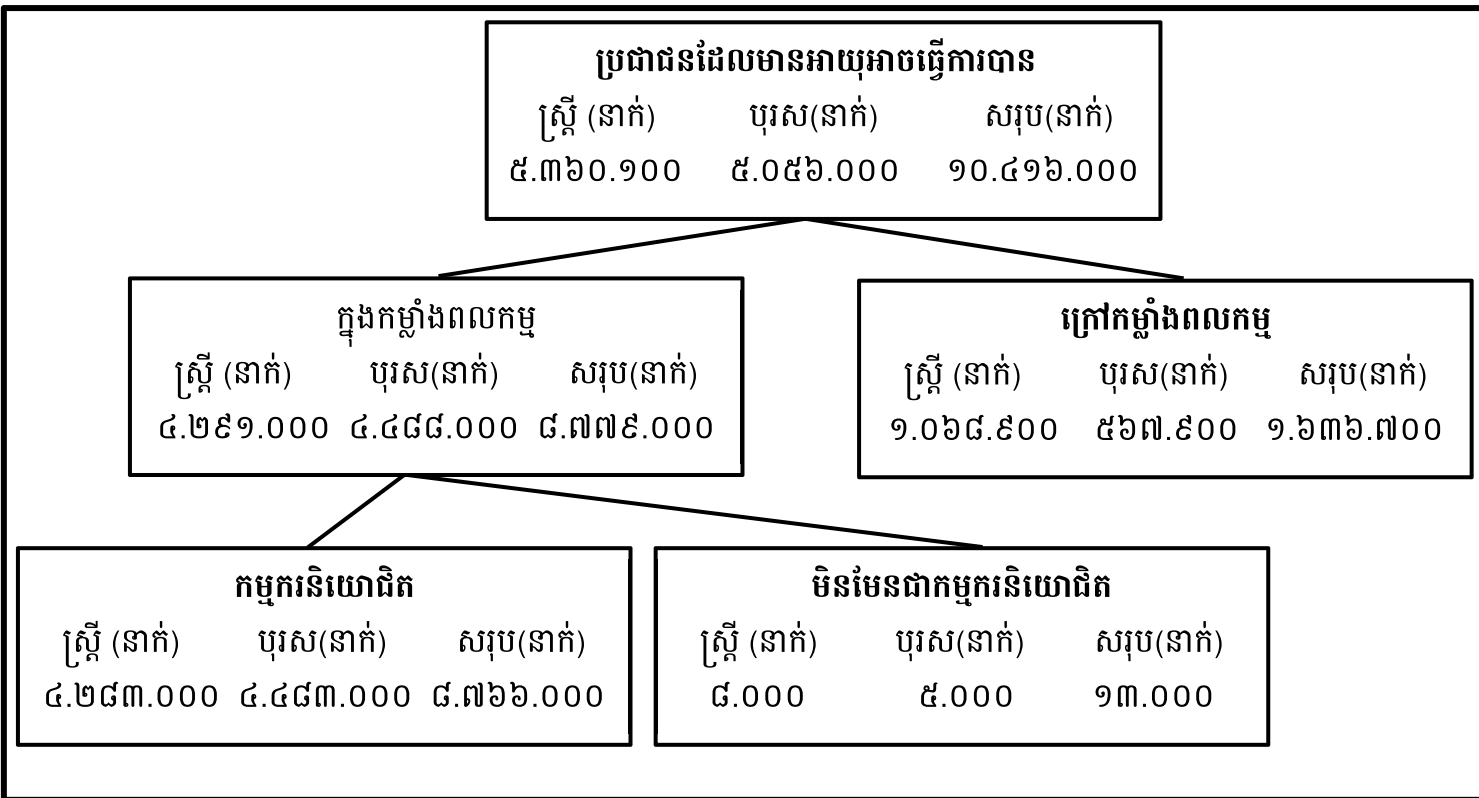 ប្រជាជនដែលមានអាយុអាចធ្វើការបាន
ស្ត្រី (នាក់) បុរស(នាក់) សរុប(នាក់)
៥.៣៦០.១០០ ៥.០៥៦.០០០ ១០.៤១៦.០០០
ក្នុងកម្លាំងពលកម្ម
ស្ត្រី (នាក់) បុរស(នាក់) សរុប(នាក់)
៤.២៩១.០០០ ៤.៤៨៨.០០០ ៨.៧៧៩.០០០
ក្រៅកម្លាំងពលកម្ម
ស្ត្រី (នាក់) បុរស(នាក់) សរុប(នាក់)
១.០៦៨.៩០០ ៥៦៧.៩០០ ១.៦៣៦.៧០០
កម្មករនិយោជិត
ស្ត្រី (នាក់) បុរស(នាក់) សរុប(នាក់)
៤.២៨៣.០០០ ៤.៤៨៣.០០០ ៨.៧៦៦.០០០
មិនមែនជាកម្មករនិយោជិត
ស្ត្រី (នាក់) បុរស(នាក់) សរុប(នាក់)
៨.០០០ ៥.០០០ ១៣.០០០